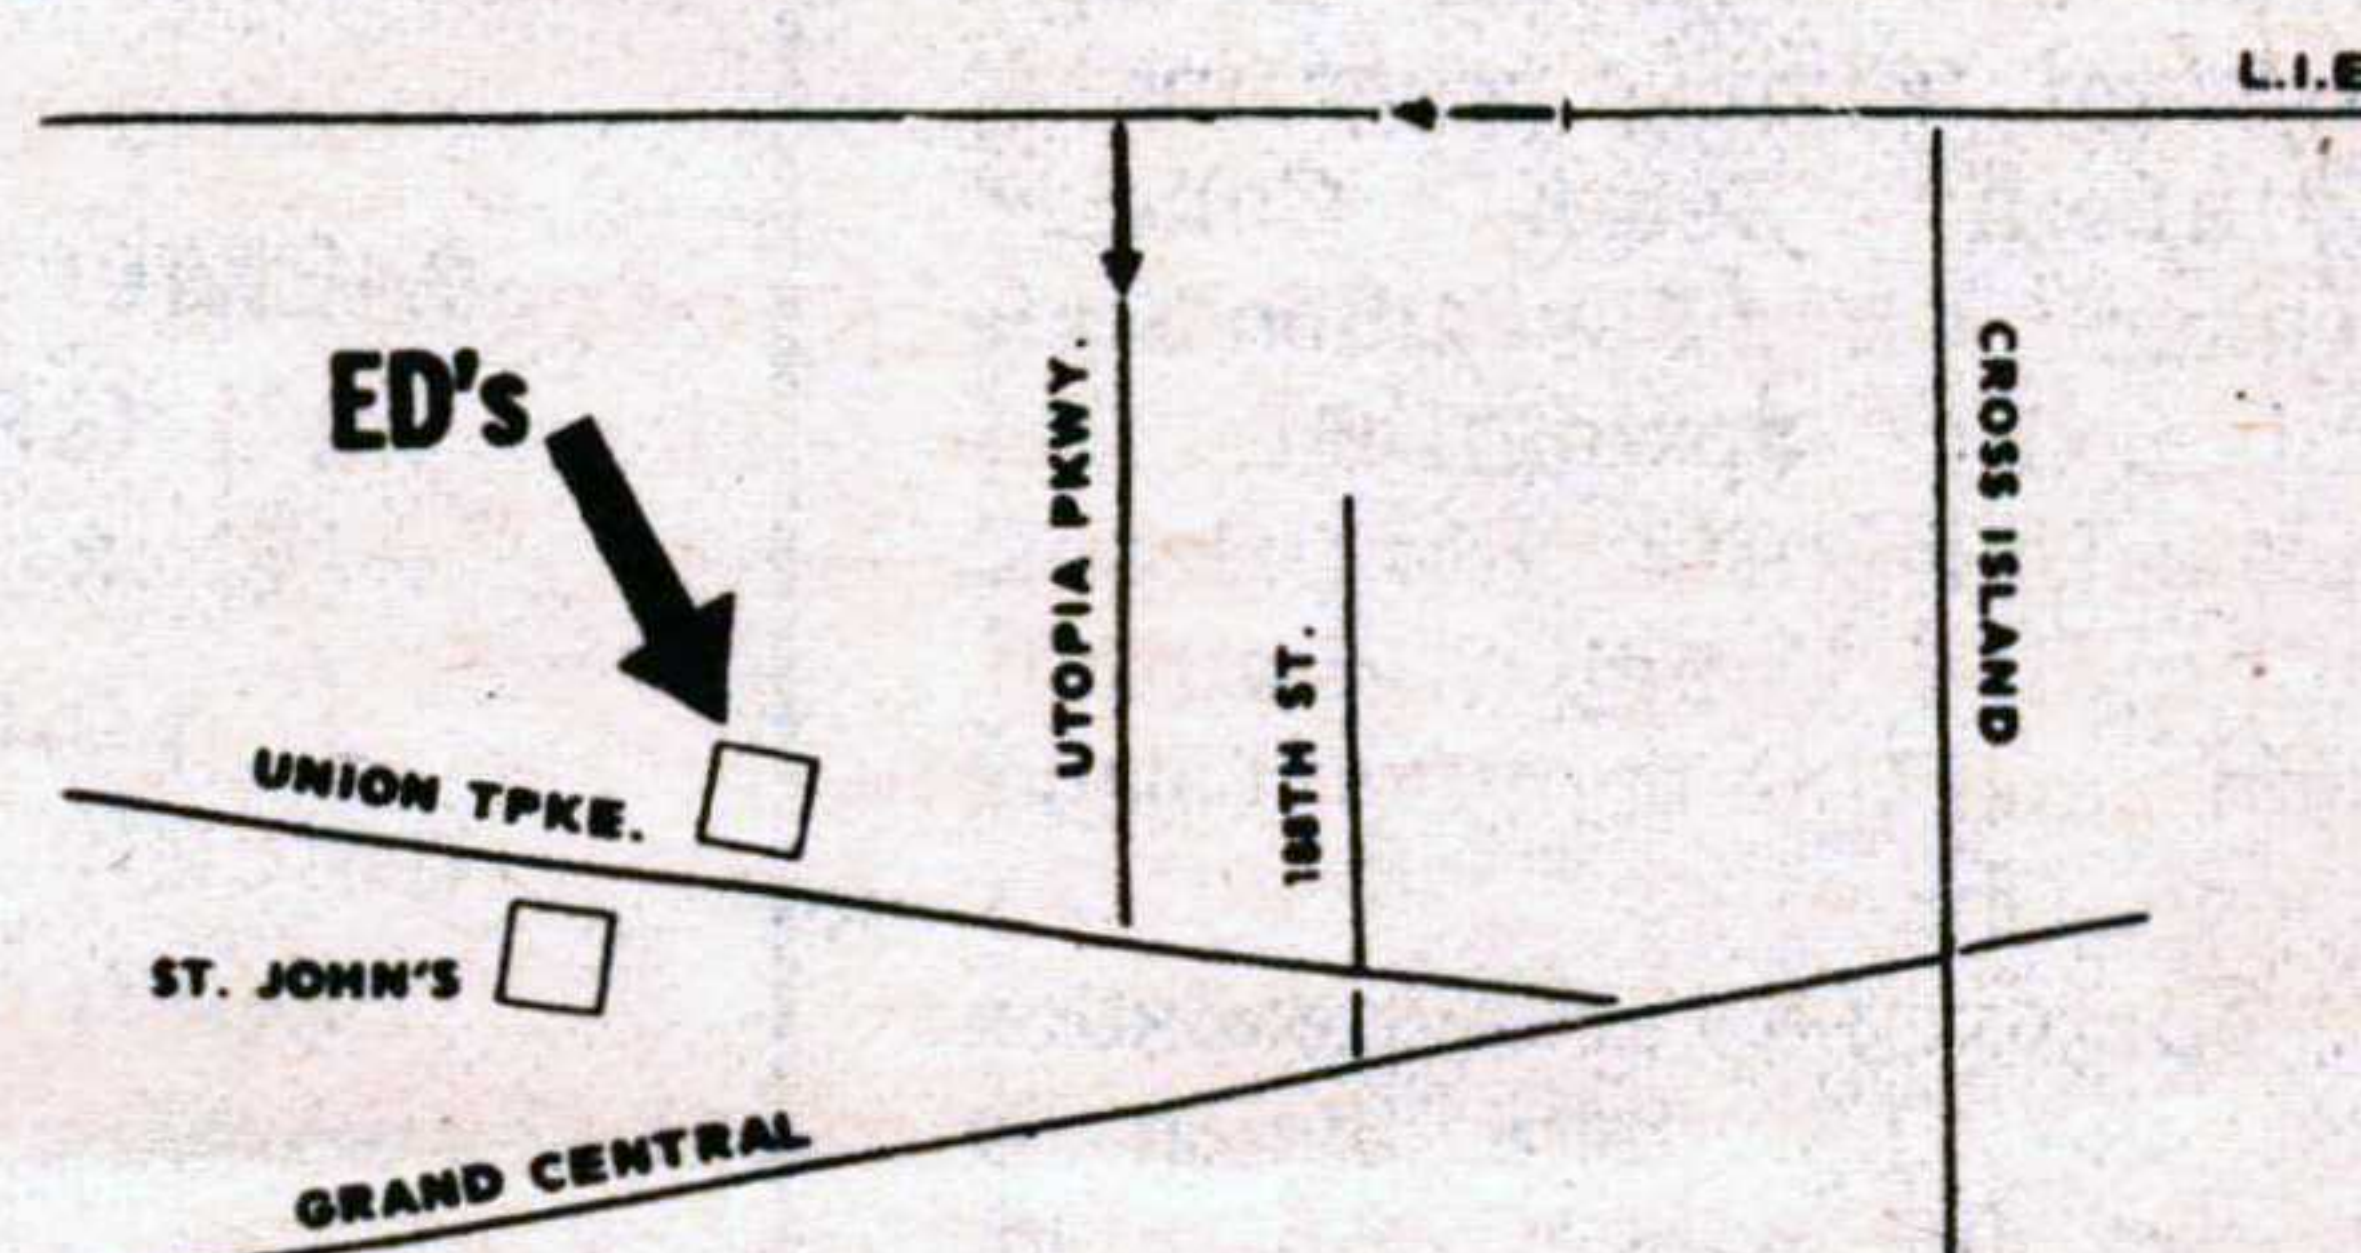 L.I.E
ED's
UTOPIA PKWY.
CROSS ISLAND
188TH ST.
UNION TPKE.
ST. JOHN'S
GRAND CENTRAL